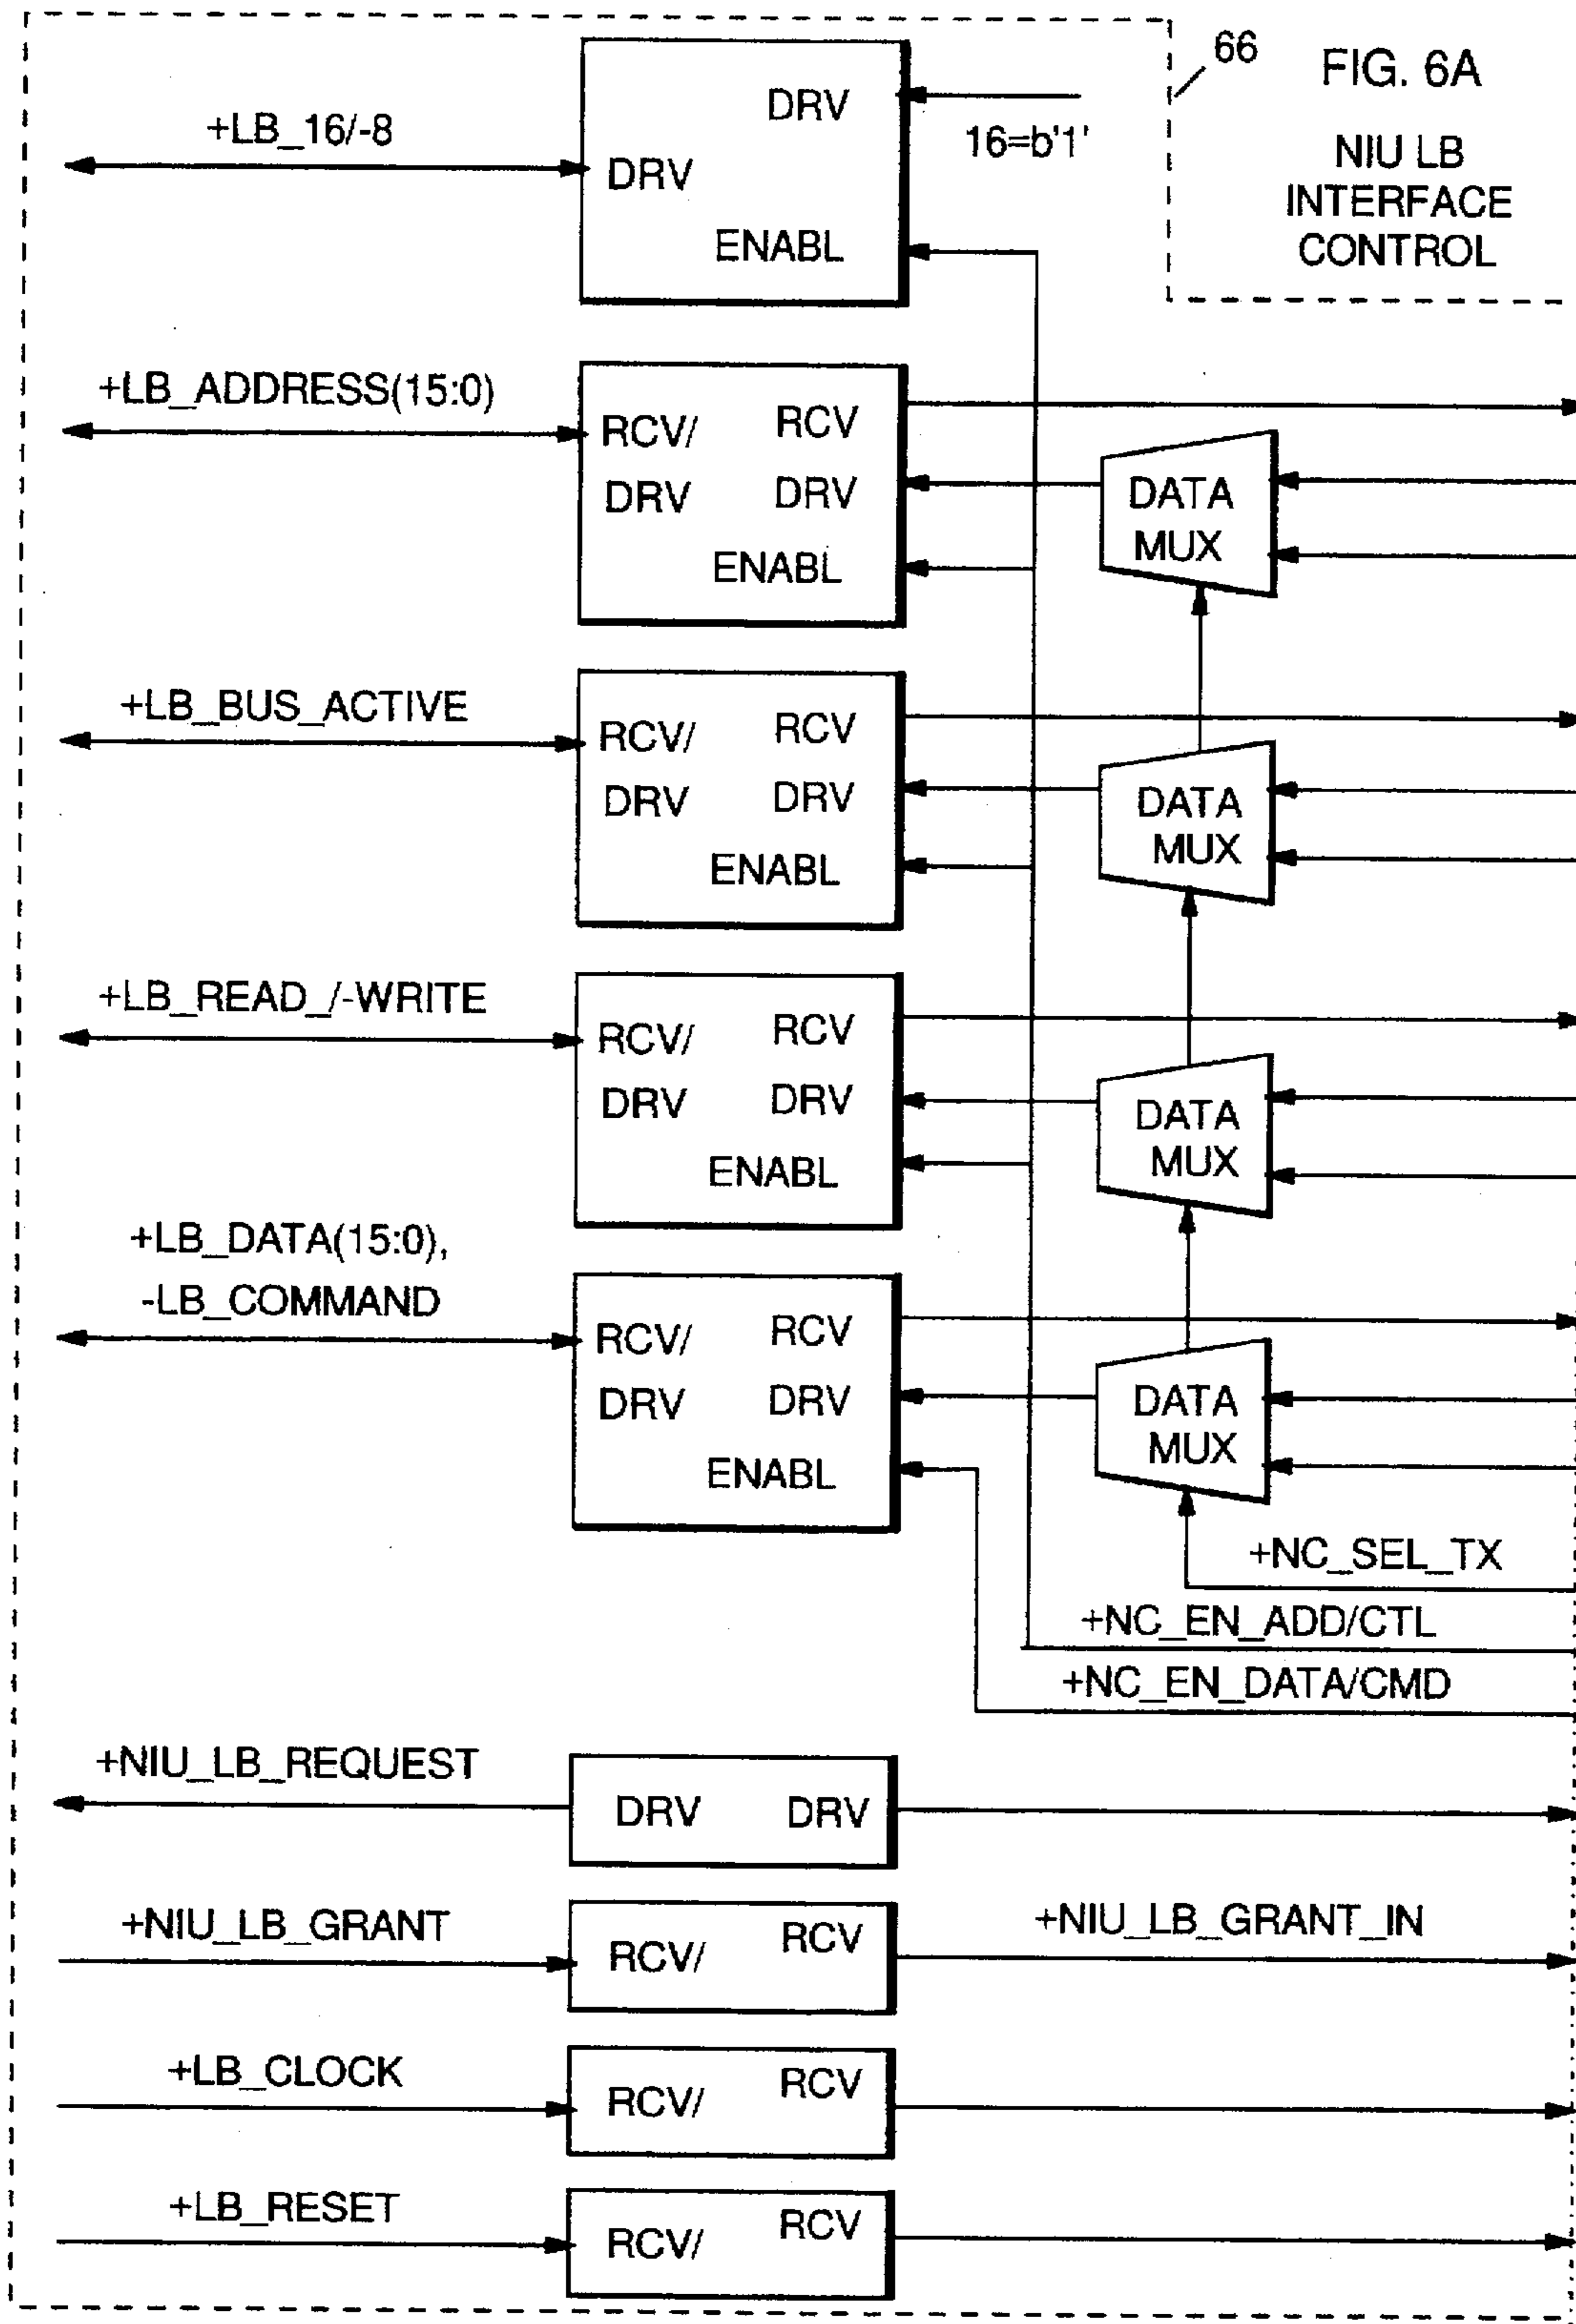 66
FIG. 6A
NIU LB
INTERFACE
CONTROL
+LB_16/-8
DRV
DRV
ENABL
16=b'1'
+LB_ADDRESS(15:0)
RCV/ RCV
DRV DRV
ENABL
DATA
MUX
+LB_BUS_ACTIVE
RCV/ RCV
DRV DRV
ENABL
DATA
MUX
+LB_READ_/-WRITE
RCV/ RCV
DRV DRV
ENABL
DATA
MUX
+LB_DATA(15:0),
-LB_COMMAND
RCV/ RCV
DRV DRV
ENABL
DATA
MUX
+NC_SEL_TX
+NC_EN_ADD/CTL
+NC_EN_DATA/CMD
+NIU_LB_REQUEST
DRV DRV
+NIU_LB_GRANT
RCV/ RCV
+NIU_LB_GRANT_IN
+LB_CLOCK
RCV/ RCV
+LB_RESET
RCV/ RCV